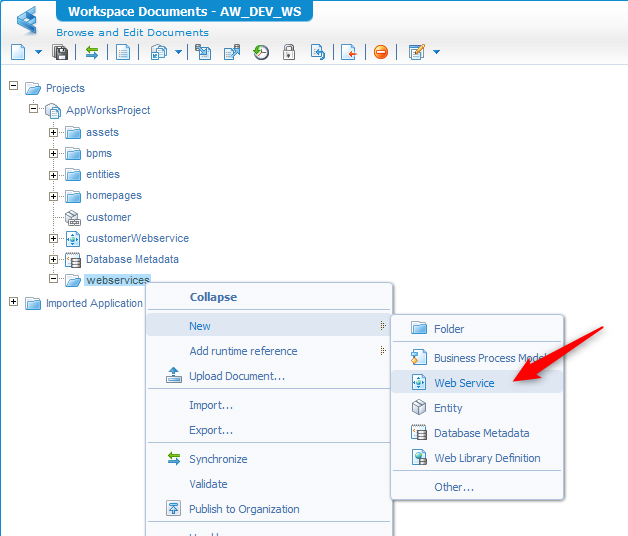 Workspace Documents - AW_DEV_WS
Browse and Edit Documents
Projects
AppWorksProject
assets
bpms
entities
homepages
customer
customerWebservice
Database Metadata
webservices
Imported Application
Collapse
New
Add runtime reference
Upload Document...
Import...
Export...
Synchronize
Validate
Publish to Organization
Folder
Business Process Model
Web Service
Entity
Database Metadata
Web Library Definition
Other...